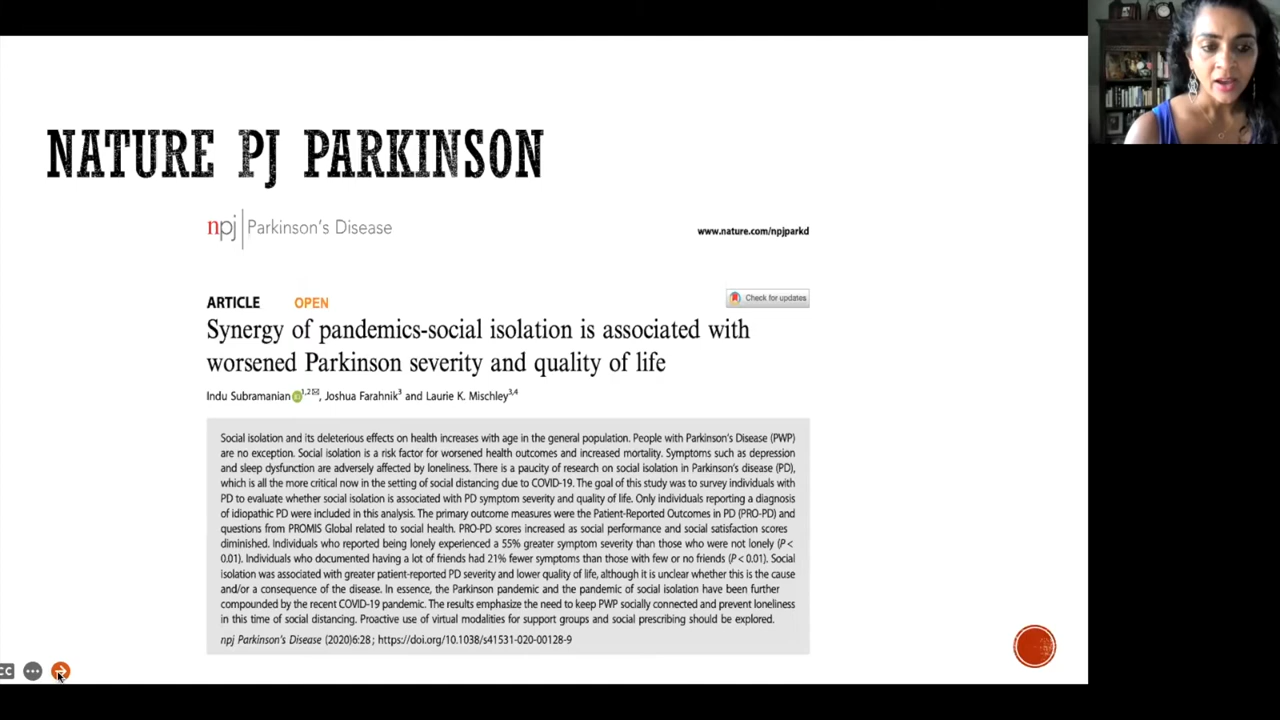 NATURE PJ PARKINSON
npj Parkinson's Disease
www.nature.com/npjparkd
ARTICLE OPEN
Check for updates
Synergy of pandemics-social isolation is associated with
worsened Parkinson severity and quality of life
Indu Subramanian 1,2✉, Joshua Farahnik3 and Laurie K. Mischley3,4
Social isolation and its deleterious effects on health increases with age in the general population. People with Parkinson's Disease (PWP)
are no exception. Social isolation is a risk factor for worsened health outcomes and increased mortality. Symptoms such as depression
and sleep dysfunction are adversely affected by loneliness. There is a paucity of research on social isolation in Parkinson's disease (PD),
which is all the more critical now in the setting of social distancing due to COVID-19. The goal of this study was to survey individuals with
PD to evaluate whether social isolation is associated with PD symptom severity and quality of life. Only individuals reporting a diagnosis
of idiopathic PD were included in this analysis. The primary outcome measures were the Patient-Reported Outcomes in PD (PRO-PD) and
questions from PROMIS Global related to social health. PRO-PD scores increased as social performance and social satisfaction scores
diminished. Individuals who reported being lonely experienced a 55% greater symptom severity than those who were not lonely (P <
0.01). Individuals who documented having a lot of friends had 21% fewer symptoms than those with few or no friends (P < 0.01). Social
isolation was associated with greater patient-reported PD severity and lower quality of life, although it is unclear whether this is the cause
and/or a consequence of the disease. In essence, the Parkinson pandemic and the pandemic of social isolation have been further
compounded by the recent COVID-19 pandemic. The results emphasize the need to keep PWP socially connected and prevent loneliness
in this time of social distancing. Proactive use of virtual modalities for support groups and social prescribing should be explored.
npj Parkinson's Disease (2020)6:28 ; https://doi.org/10.1038/s41531-020-00128-9
CC